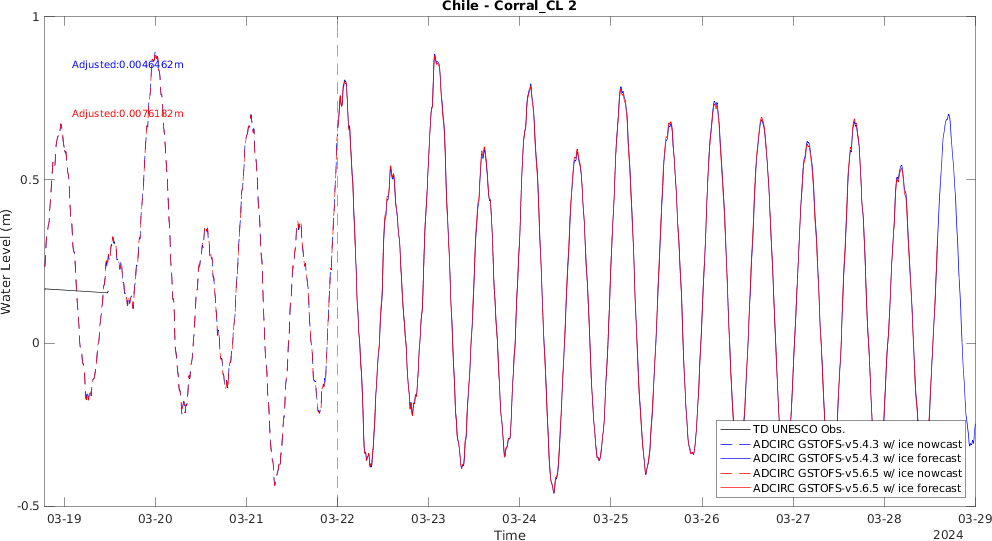 Chile - Corral_CL 2
1
Adjusted:0.0046462m
Adjusted:0.0076182m
0.5
Water Level (m)
0
TD UNESCO Obs.
ADCIRC GSTOFS-v5.4.3 w/ ice nowcast
ADCIRC GSTOFS-v5.4.3 w/ ice forecast
ADCIRC GSTOFS-v5.6.5 w/ ice nowcast
ADCIRC GSTOFS-v5.6.5 w/ ice forecast
-0.5
03-19 03-20 03-21 03-22 03-23 03-24 03-25 03-26 03-27 03-28 03-29
Time
2024